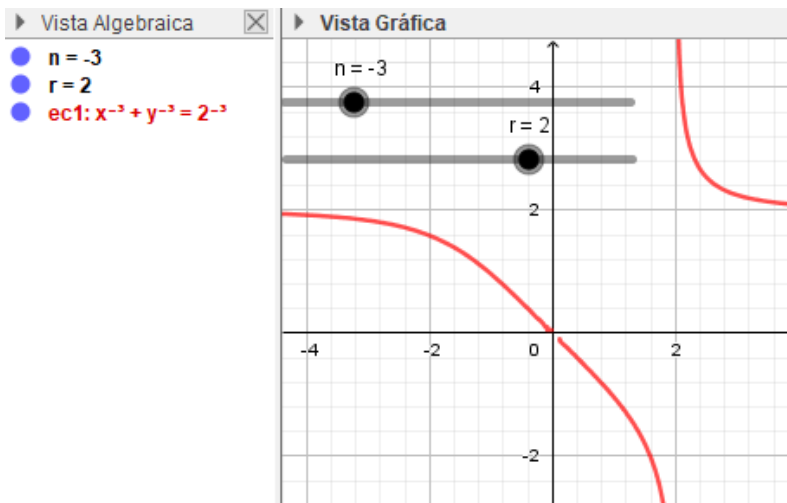 Vista Algebraica
n = -3
r = 2
ec1: x⁻³ + y⁻³ = 2⁻³
Vista Gráfica
n = -3
4
r = 2
2
-4
-2
0
2
-2